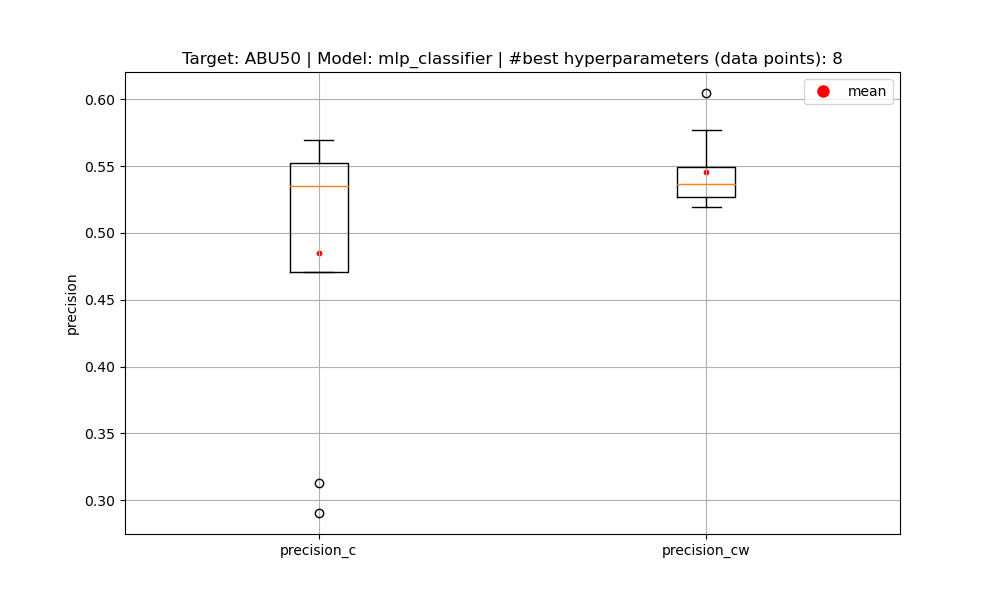 Target: ABU50 | Model: mlp_classifier | #best hyperparameters (data points): 8
mean
0.60
0.55
0.50
0.45
0.40
0.35
0.30
precision
precision_c
precision_cw